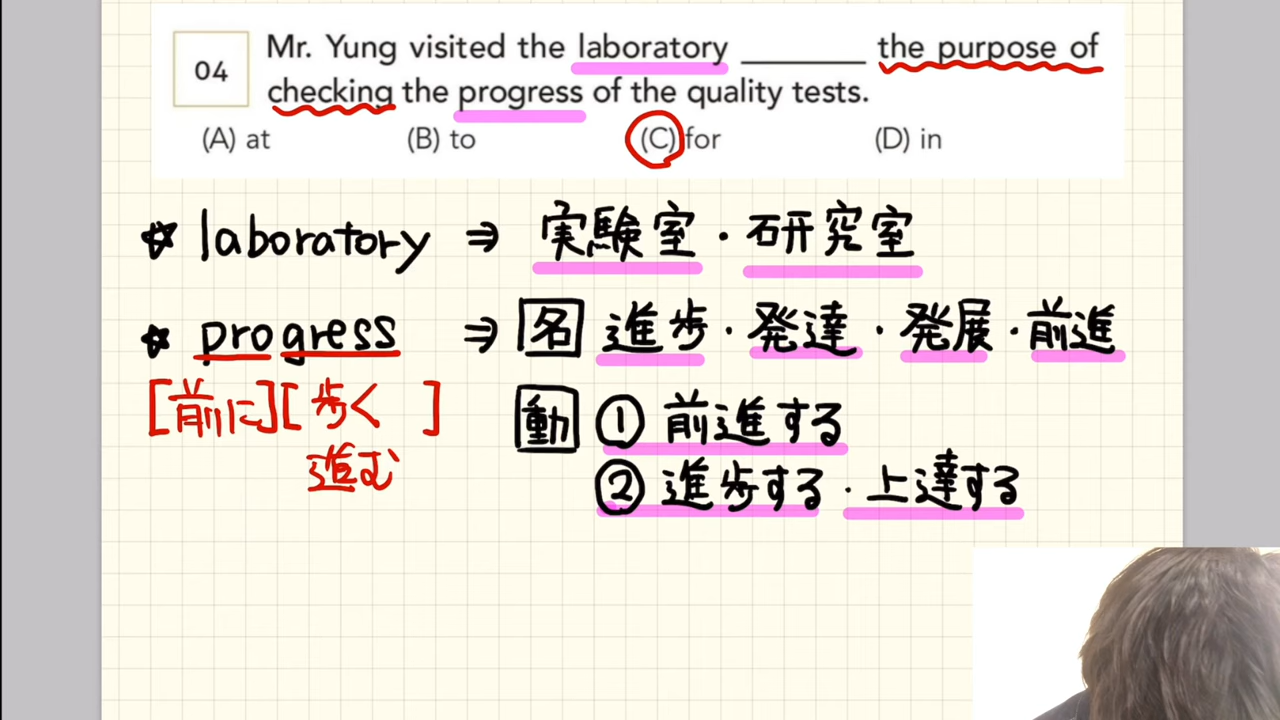 04
Mr. Yung visited the laboratory ________ the purpose of
checking the progress of the quality tests.
(A) at (B) to (C) for (D) in
☆ laboratory ⇒ 実験室・研究室
☆ progress ⇒ 名 進歩・発達・発展・前進
[前に][歩く]
進む
動 ① 前進する
② 進歩する・上達する